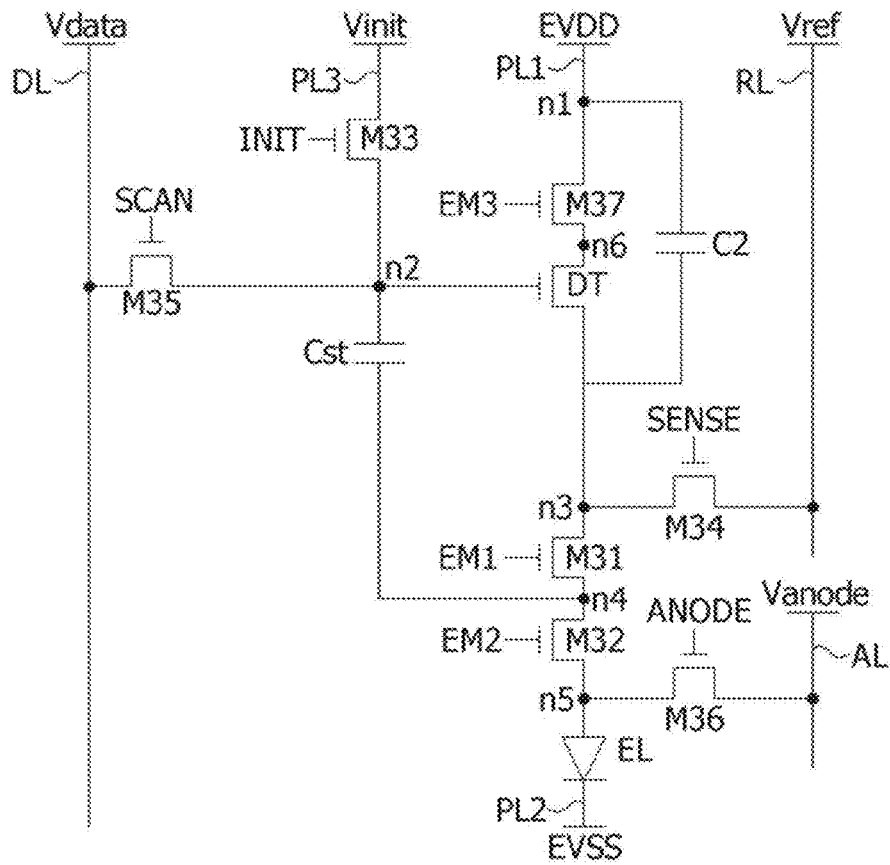 Vdata Vinit EVDD Vref
DL PL3 PL1 RL
n1
INIT M33
SCAN EM3 M37
n6 C2
n2 DT
M35
Cst
SENSE
n3
M34
EM1 M31
n4 Vanode
ANODE
EM2 M32 AL
n5
M36
EL
PL2
EVSS